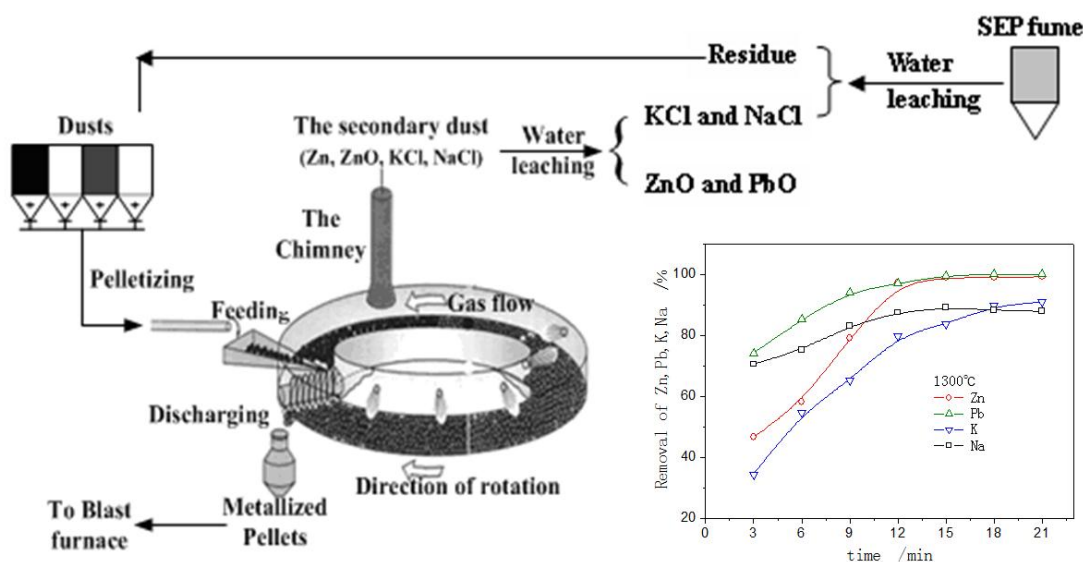 SEP fume
Residue
Water
leaching
Dusts
The secondary dust
(Zn, ZnO, KCl, NaCl)
Water
leaching
KCl and NaCl
ZnO and PbO
The
Chimney
Pelletizing
Feeding
Gas flow
Discharging
Direction of rotation
Metallized
Pellets
To Blast
furnace
Removal of Zn, Pb, K, Na /%
100
80
60
40
20
1300℃
Zn
Pb
K
Na
0 3 6 9 12 15 18 21
time /min